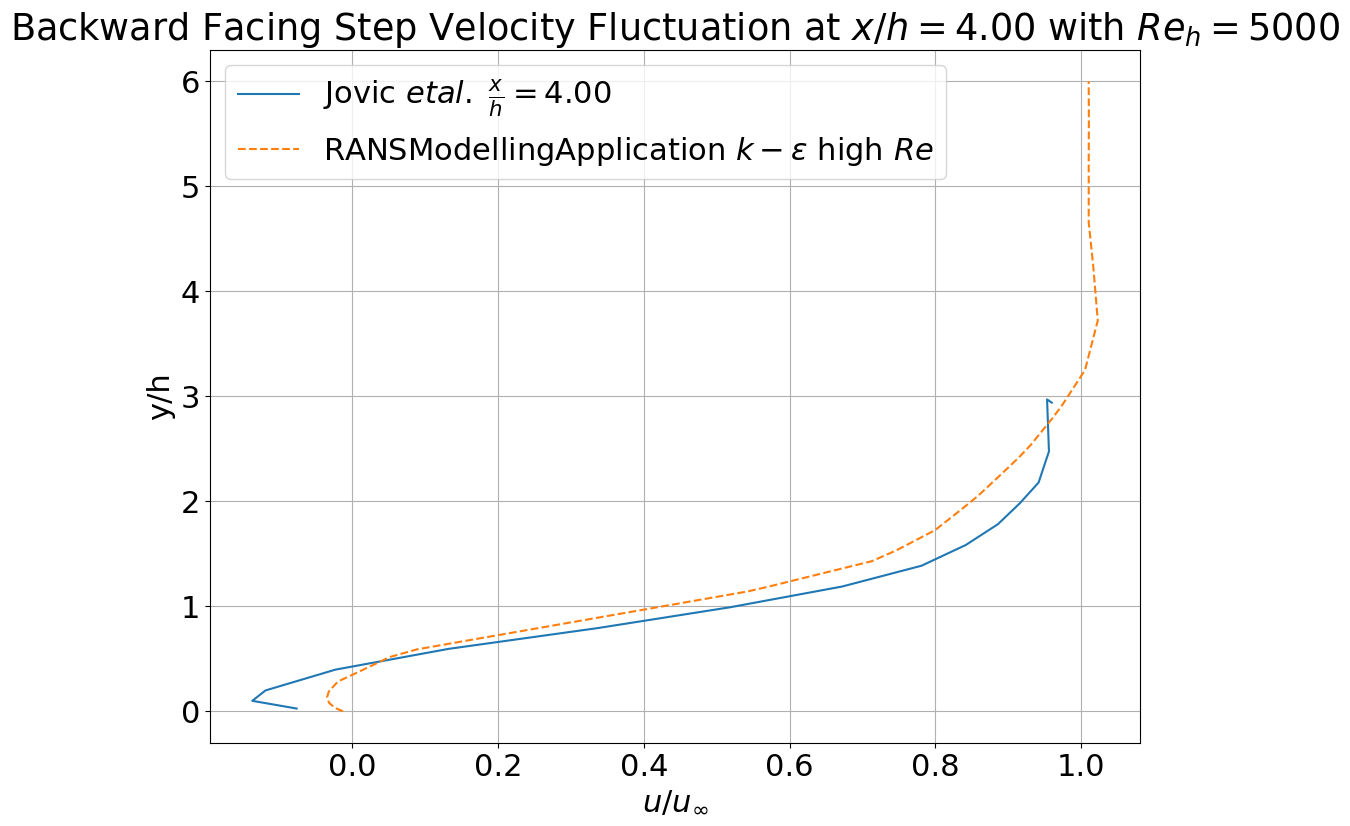 Backward Facing Step Velocity Fluctuation at x/h = 4.00 with Re_h = 5000
Jovic etal. x/h = 4.00
RANSModellingApplication k − ε high Re
6
5
4
3
2
1
0
y/h
0.0 0.2 0.4 0.6 0.8 1.0
u/u_∞